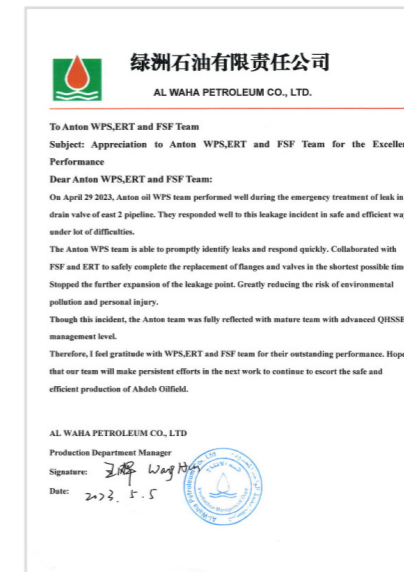 绿洲石油有限责任公司
AL WAHA PETROLEUM CO., LTD.
To Anton WPS,ERT and FSF Team
Subject: Appreciation to Anton WPS,ERT and FSF Team for the Excellen
Performance
Dear Anton WPS,ERT and FSF Team:
On April 29 2023, Anton oil WPS team performed well during the emergency treatment of leak in
drain valve of east 2 pipeline. They responded well to this leakage incident in safe and efficient way
under lot of difficulties.
The Anton WPS team is able to promptly identify leaks and respond quickly. Collaborated with
FSF and ERT to safely complete the replacement of flanges and valves in the shortest possible time
Stopped the further expansion of the leakage point. Greatly reducing the risk of environmental
pollution and personal injury.
Though this incident, the Anton team was fully reflected with mature team with advanced QHSSE
management level.
Therefore, I feel gratitude with WPS,ERT and FSF team for their outstanding performance. Hope
that our team will make persistent efforts in the next work to continue to escort the safe and
efficient production of Ahdeb Oilfield.
AL WAHA PETROLEUM CO., LTD
Production Department Manager
Signature: Wang
Date: 2023. 5.5